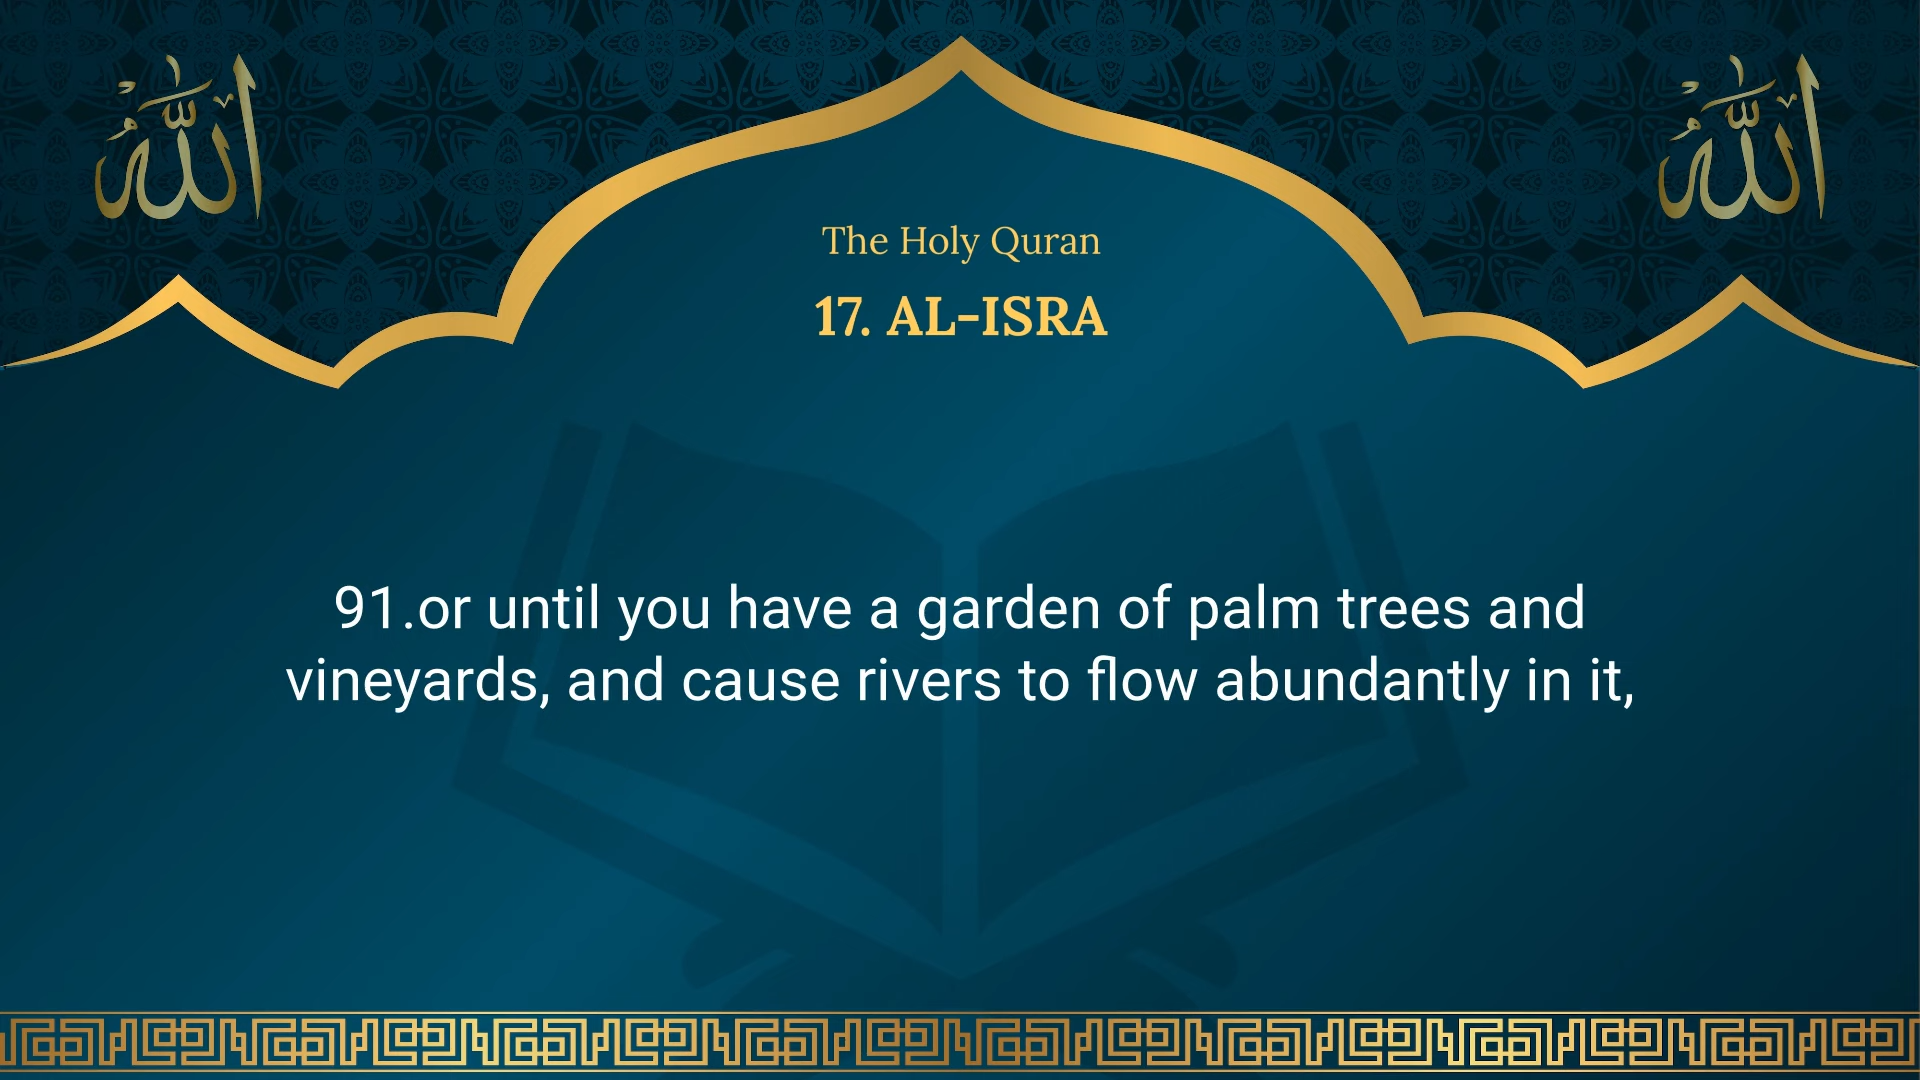 الله
الله
The Holy Quran
17. AL-ISRA
91.or until you have a garden of palm trees and
vineyards, and cause rivers to flow abundantly in it,